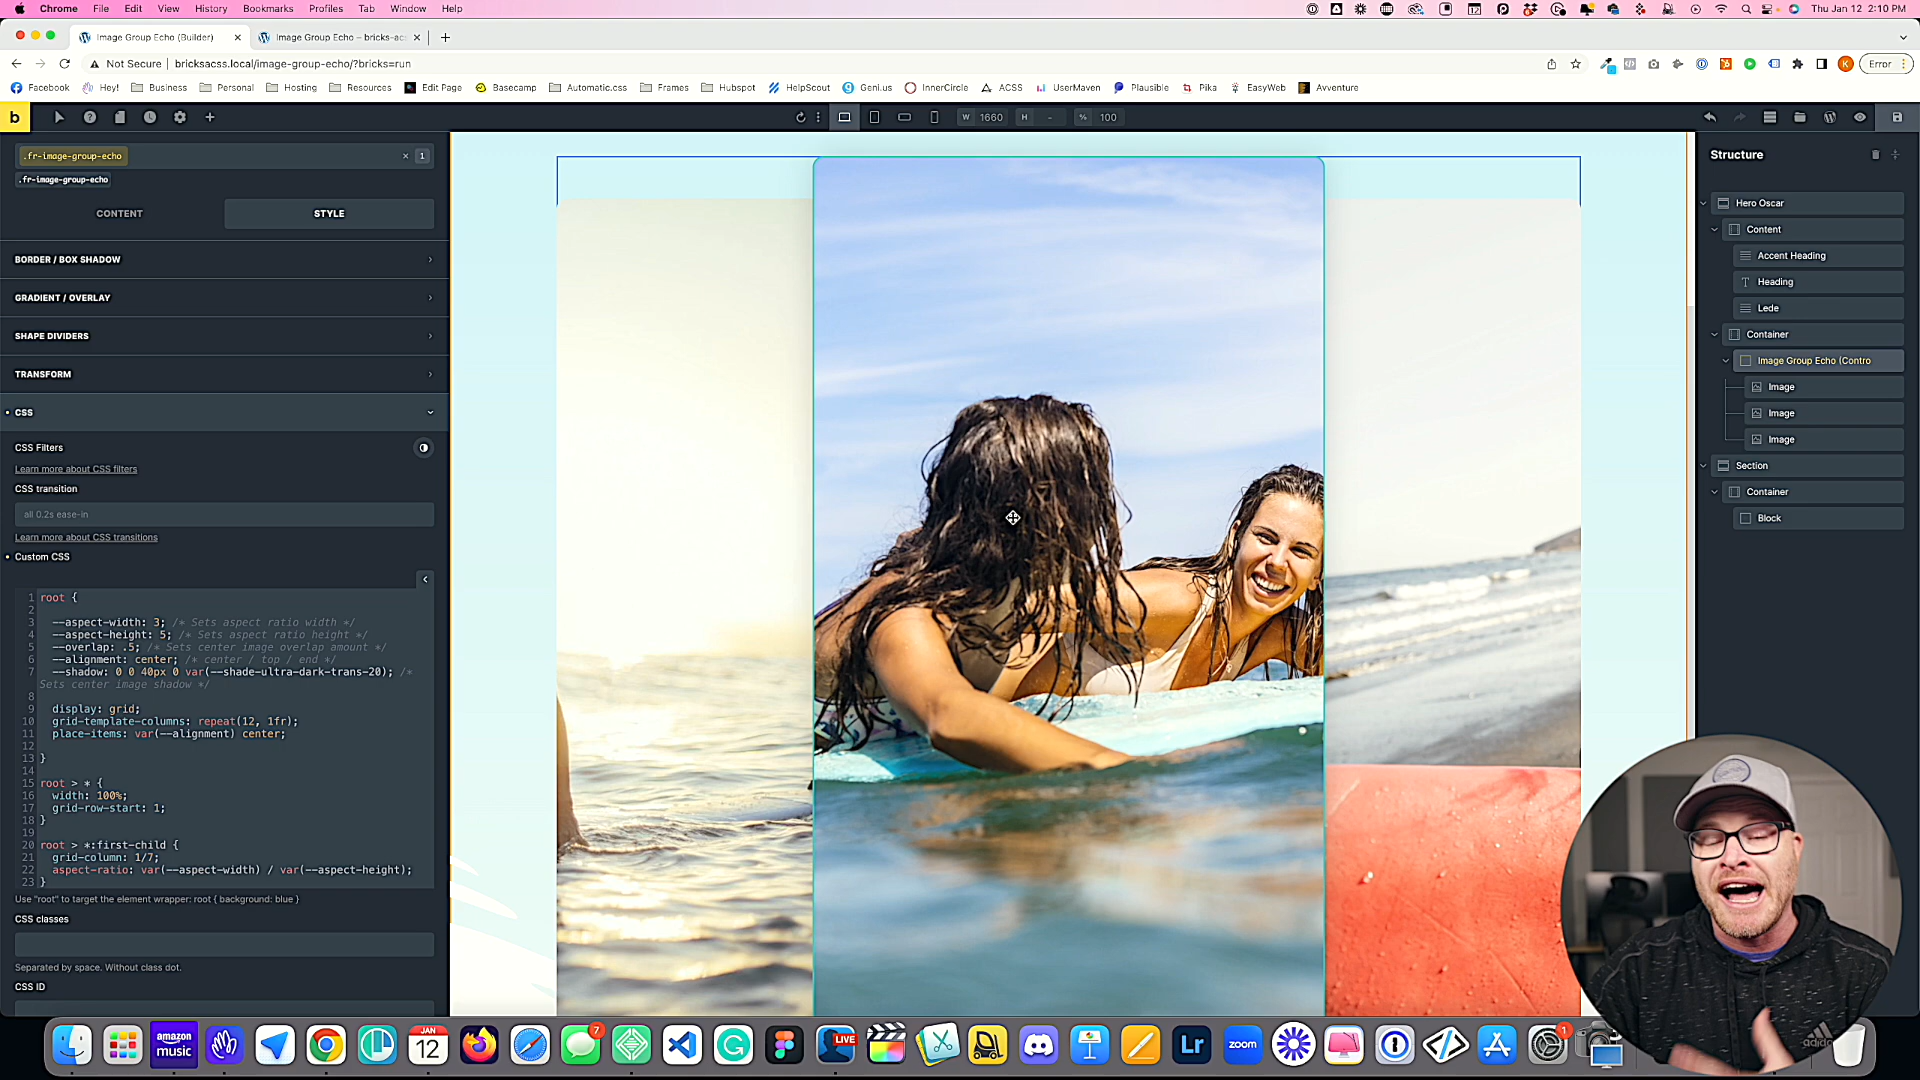 Chrome File Edit View History Bookmarks Profiles Tab Window Help
Thu Jan 12 2:10 PM
Image Group Echo (Builder)
Image Group Echo – bricks-acs
Not Secure bricksacss.local/image-group-echo/?bricks=run
Error
Facebook Hey! Business Personal Hosting Resources Edit Page Basecamp Automatic.css Frames Hubspot HelpScout Geni.us InnerCircle ACSS UserMaven Plausible Pika EasyWeb Avventure
b
W 1660 H - % 100
.fr-image-group-echo
1
.fr-image-group-echo
CONTENT STYLE
BORDER / BOX SHADOW
GRADIENT / OVERLAY
SHAPE DIVIDERS
TRANSFORM
CSS
CSS Filters
Learn more about CSS filters
CSS transition
all 0.2s ease-in
Learn more about CSS transitions
Custom CSS
1 root {
2
3 --aspect-width: 3; /* Sets aspect ratio width */
4 --aspect-height: 5; /* Sets aspect ratio height */
5 --overlap: .5; /* Sets center image overlap amount */
6 --alignment: center; /* center / top / end */
7 --shadow: 0 0 40px 0 var(--shade-ultra-dark-trans-20); /*
Sets center image shadow */
8
9 display: grid;
10 grid-template-columns: repeat(12, 1fr);
11 place-items: var(--alignment) center;
12
13 }
14
15 root > * {
16 width: 100%;
17 grid-row-start: 1;
18 }
19
20 root > *:first-child {
21 grid-column: 1/7;
22 aspect-ratio: var(--aspect-width) / var(--aspect-height);
23 }
Use "root" to target the element wrapper: root { background: blue }
CSS classes
Separated by space. Without class dot.
CSS ID
Structure
Hero Oscar
Content
Accent Heading
Heading
Lede
Container
Image Group Echo (Contro
Image
Image
Image
Section
Container
Block
adidas
amazon music
JAN 12
7
LIVE
Lr
zoom
1